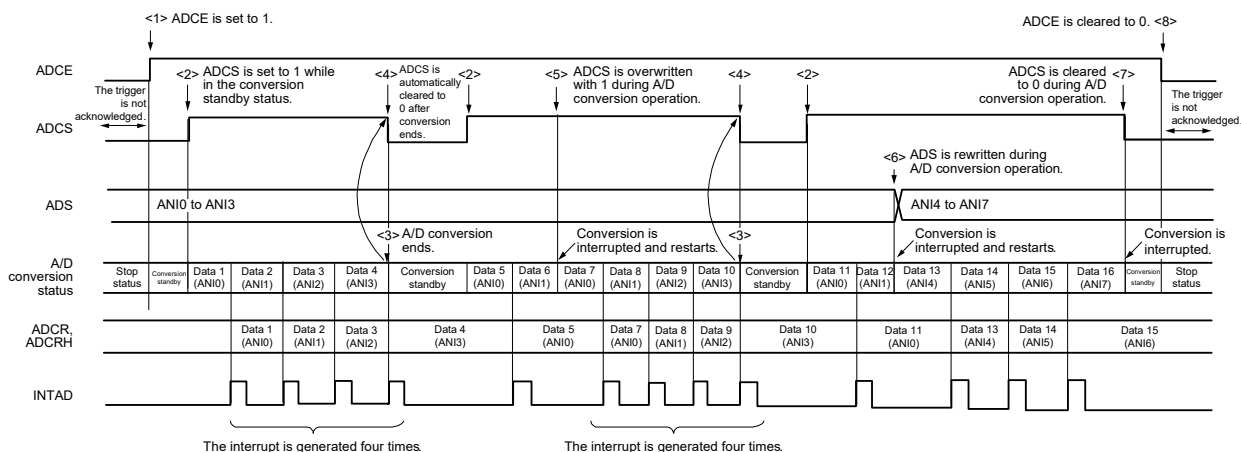 <1> ADCE is set to 1.
ADCE is cleared to 0. <8>
ADCE
The trigger
is not
acknowledged.
<2> ADCS is set to 1 while
in the conversion
standby status.
<4> ADCS is
automatically
cleared to
0 after
conversion
ends.
<2>
<5> ADCS is overwritten
with 1 during A/D
conversion operation.
<4>
<2>
ADCS is cleared <7>
to 0 during A/D
conversion operation.
The trigger
is not
acknowledged.
ADCS
<6> ADS is rewritten during
A/D conversion operation.
ADS
ANI0 to ANI3
ANI4 to ANI7
<3> A/D conversion
ends.
Conversion is
interrupted and restarts.
<3>
Conversion is
interrupted and restarts.
Conversion is
interrupted.
A/D
conversion
status
Stop
status
Conversion
standby
Data 1
(ANI0)
Data 2
(ANI1)
Data 3
(ANI2)
Data 4
(ANI3)
Conversion
standby
Data 5
(ANI0)
Data 6
(ANI1)
Data 7
(ANI0)
Data 8
(ANI1)
Data 9
(ANI2)
Data 10
(ANI3)
Conversion
standby
Data 11
(ANI0)
Data 12
(ANI1)
Data 13
(ANI4)
Data 14
(ANI5)
Data 15
(ANI6)
Data 16
(ANI7)
Conversion
standby
Stop
status
ADCR,
ADCRH
Data 1
(ANI0)
Data 2
(ANI1)
Data 3
(ANI2)
Data 4
(ANI3)
Data 5
(ANI0)
Data 7
(ANI0)
Data 8
(ANI1)
Data 9
(ANI2)
Data 10
(ANI3)
Data 11
(ANI0)
Data 13
(ANI4)
Data 14
(ANI5)
Data 15
(ANI6)
INTAD
The interrupt is generated four times.
The interrupt is generated four times.